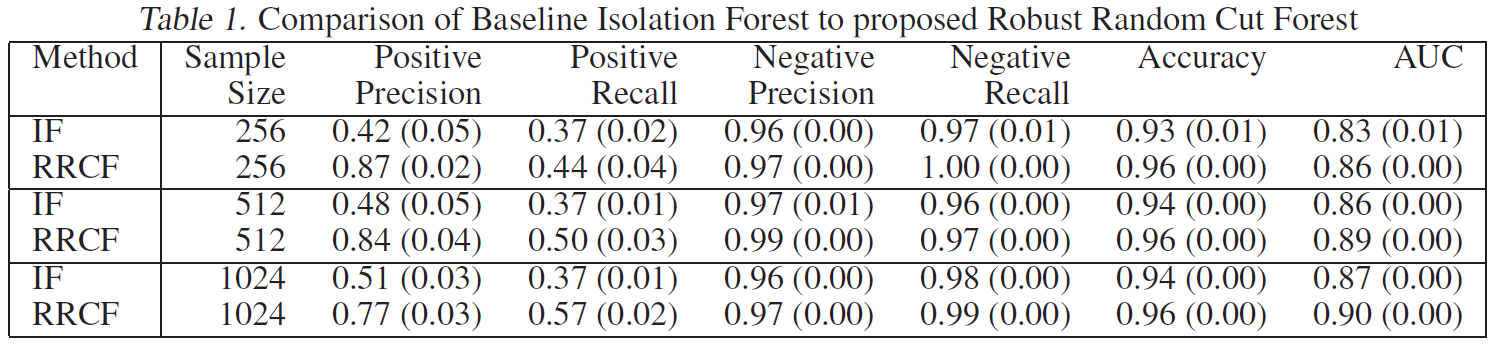 Table 1. Comparison of Baseline Isolation Forest to proposed Robust Random Cut Forest
Method Sample Positive Positive Negative Negative Accuracy AUC
Size Precision Recall Precision Recall
IF 256 0.42 (0.05) 0.37 (0.02) 0.96 (0.00) 0.97 (0.01) 0.93 (0.01) 0.83 (0.01)
RRCF 256 0.87 (0.02) 0.44 (0.04) 0.97 (0.00) 1.00 (0.00) 0.96 (0.00) 0.86 (0.00)
IF 512 0.48 (0.05) 0.37 (0.01) 0.97 (0.01) 0.96 (0.00) 0.94 (0.00) 0.86 (0.00)
RRCF 512 0.84 (0.04) 0.50 (0.03) 0.99 (0.00) 0.97 (0.00) 0.96 (0.00) 0.89 (0.00)
IF 1024 0.51 (0.03) 0.37 (0.01) 0.96 (0.00) 0.98 (0.00) 0.94 (0.00) 0.87 (0.00)
RRCF 1024 0.77 (0.03) 0.57 (0.02) 0.97 (0.00) 0.99 (0.00) 0.96 (0.00) 0.90 (0.00)